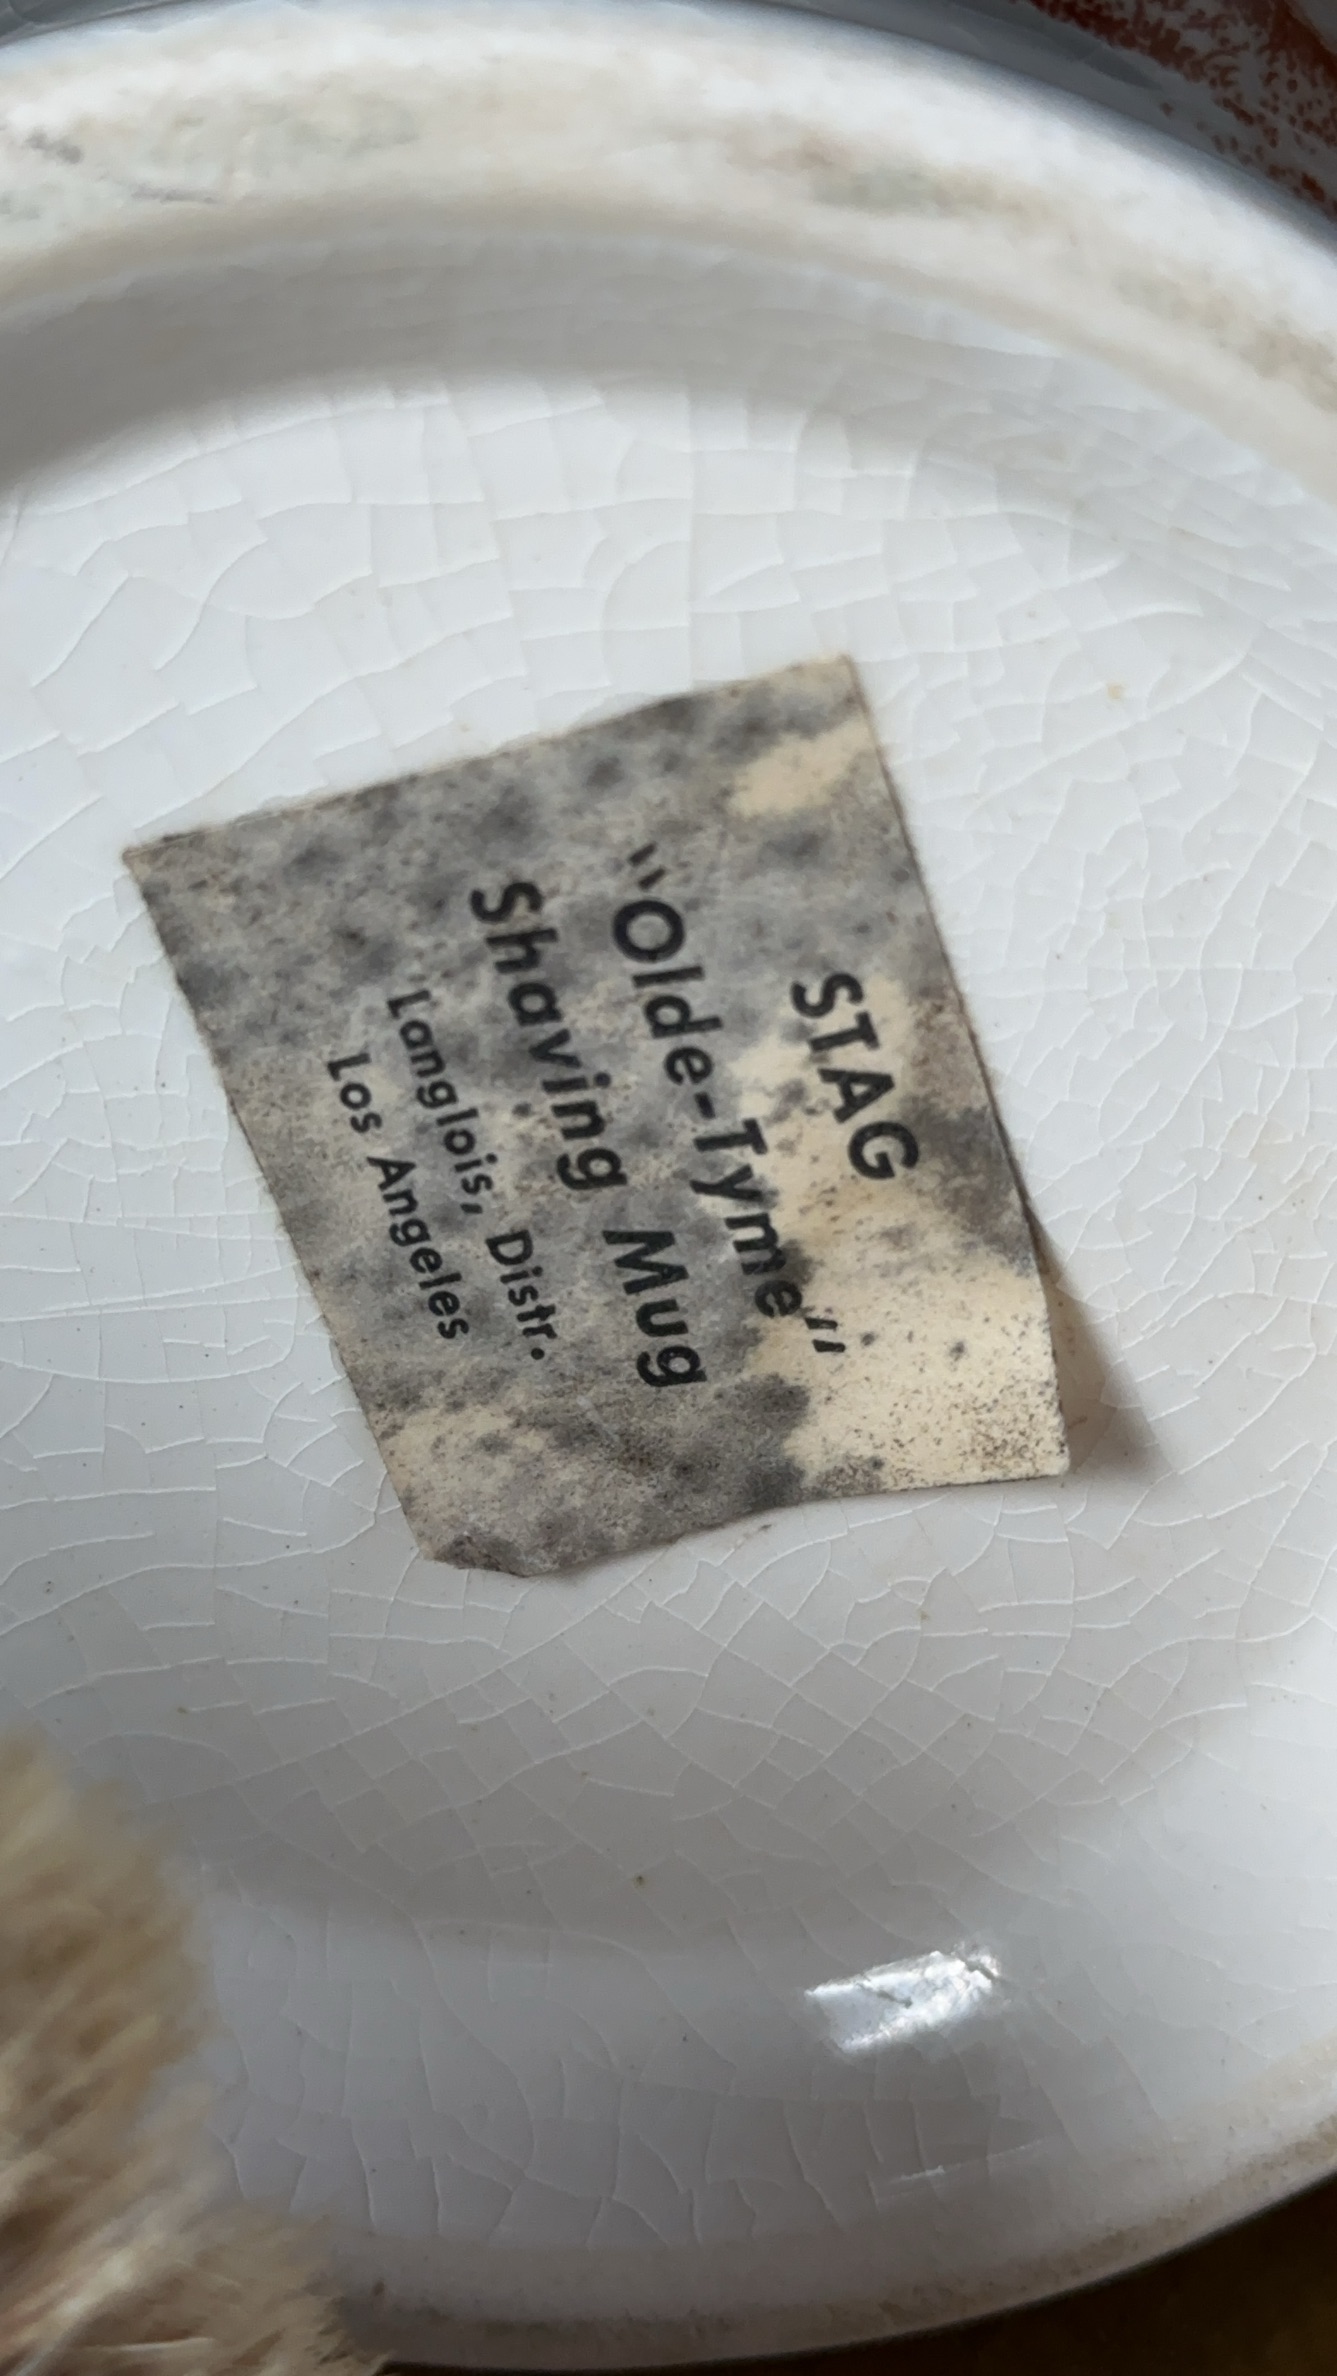 STAG
"Olde-Tyme"
Shaving Mug
Langlois, Distr.
Los Angeles